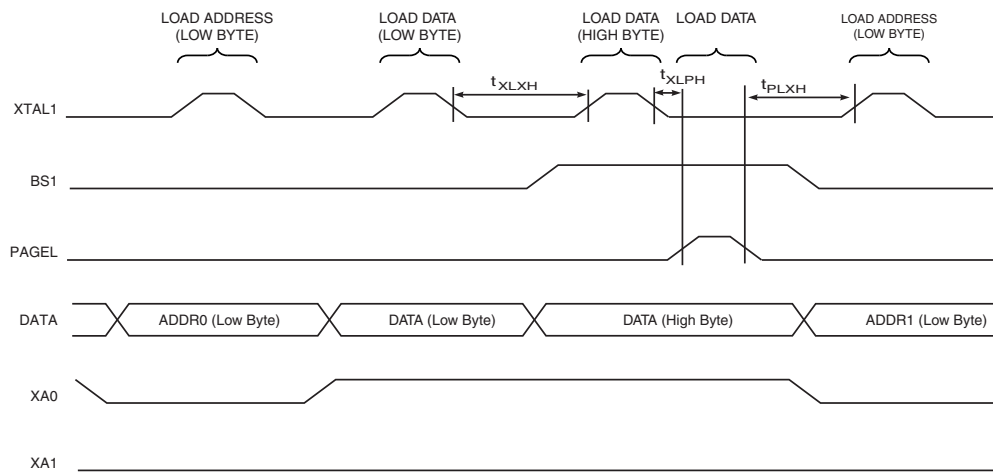 LOAD ADDRESS
(LOW BYTE)
LOAD DATA
(LOW BYTE)
LOAD DATA
(HIGH BYTE)
LOAD DATA
LOAD ADDRESS
(LOW BYTE)
tXLXH
tXLPH
tPLXH
XTAL1
BS1
PAGEL
DATA
ADDR0 (Low Byte)
DATA (Low Byte)
DATA (High Byte)
ADDR1 (Low Byte)
XA0
XA1